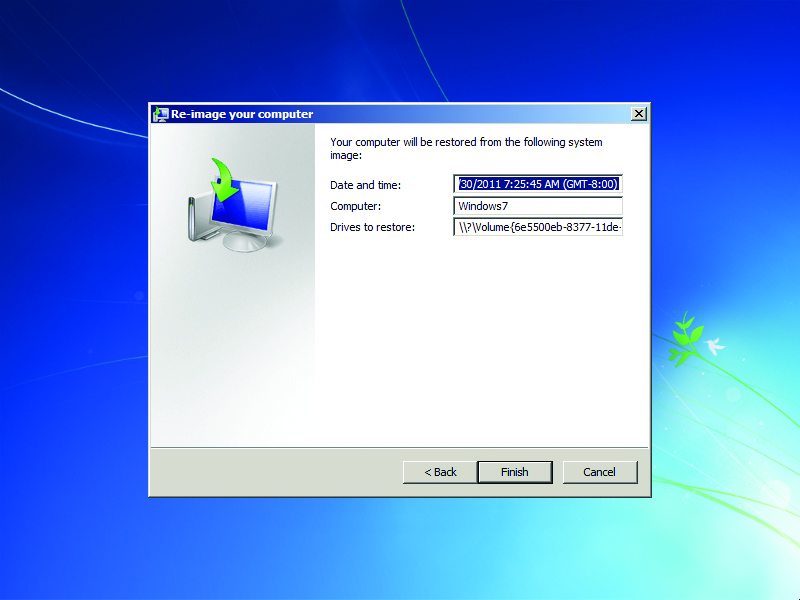 Re-image your computer
Your computer will be restored from the following system
image:
Date and time: /30/2011 7:25:45 AM (GMT-8:00)
Computer: Windows7
Drives to restore: \\?\Volume{6e5500eb-8377-11de-
< Back Finish Cancel